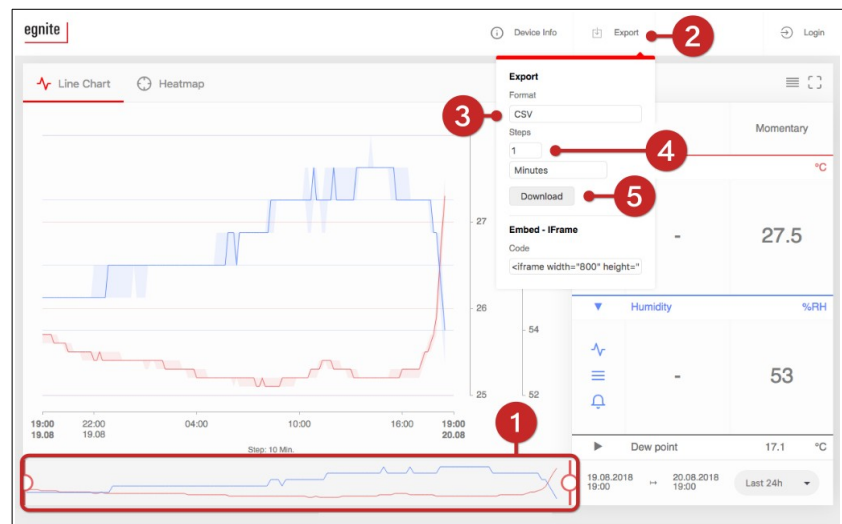 egnite
Device Info
Export
2
Login
Line Chart
Heatmap
Export
Format
3
CSV
Steps
1
4
Minutes
Download
5
Embed - IFrame
Code
<iframe width="800" height="
Momentary
°C
27
-
27.5
26
54
Humidity
%RH
-
53
25
52
19:00
19.08
22:00
19.08
04:00
10:00
16:00
19:00
20.08
Step: 10 Min.
1
Dew point
17.1
°C
19.08.2018
19:00
↦
20.08.2018
19:00
Last 24h